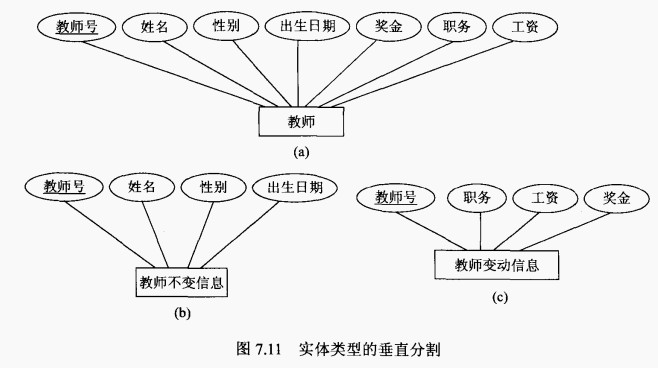 教师号 姓名 性别 出生日期 奖金 职务 工资
教师
(a)
教师号 姓名 性别 出生日期
教师不变信息
(b)
教师号 职务 工资 奖金
教师变动信息
(c)
图 7.11 实体类型的垂直分割